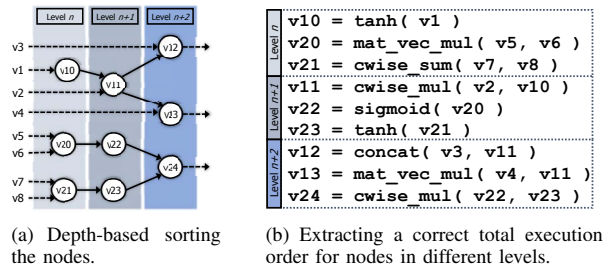 Level n
Level n+1
Level n+2
v3
v12
v1
v10
v11
v2
v4
v13
v5
v20
v22
v6
v24
v7
v21
v23
v8
Level n
v10 = tanh( v1 )
v20 = mat_vec_mul( v5, v6 )
v21 = cwise_sum( v7, v8 )
Level n+1
v11 = cwise_mul( v2, v10 )
v22 = sigmoid( v20 )
v23 = tanh( v21 )
Level n+2
v12 = concat( v3, v11 )
v13 = mat_vec_mul( v4, v11 )
v24 = cwise_mul( v22, v23 )
(a) Depth-based sorting
the nodes.
(b) Extracting a correct total execution
order for nodes in different levels.